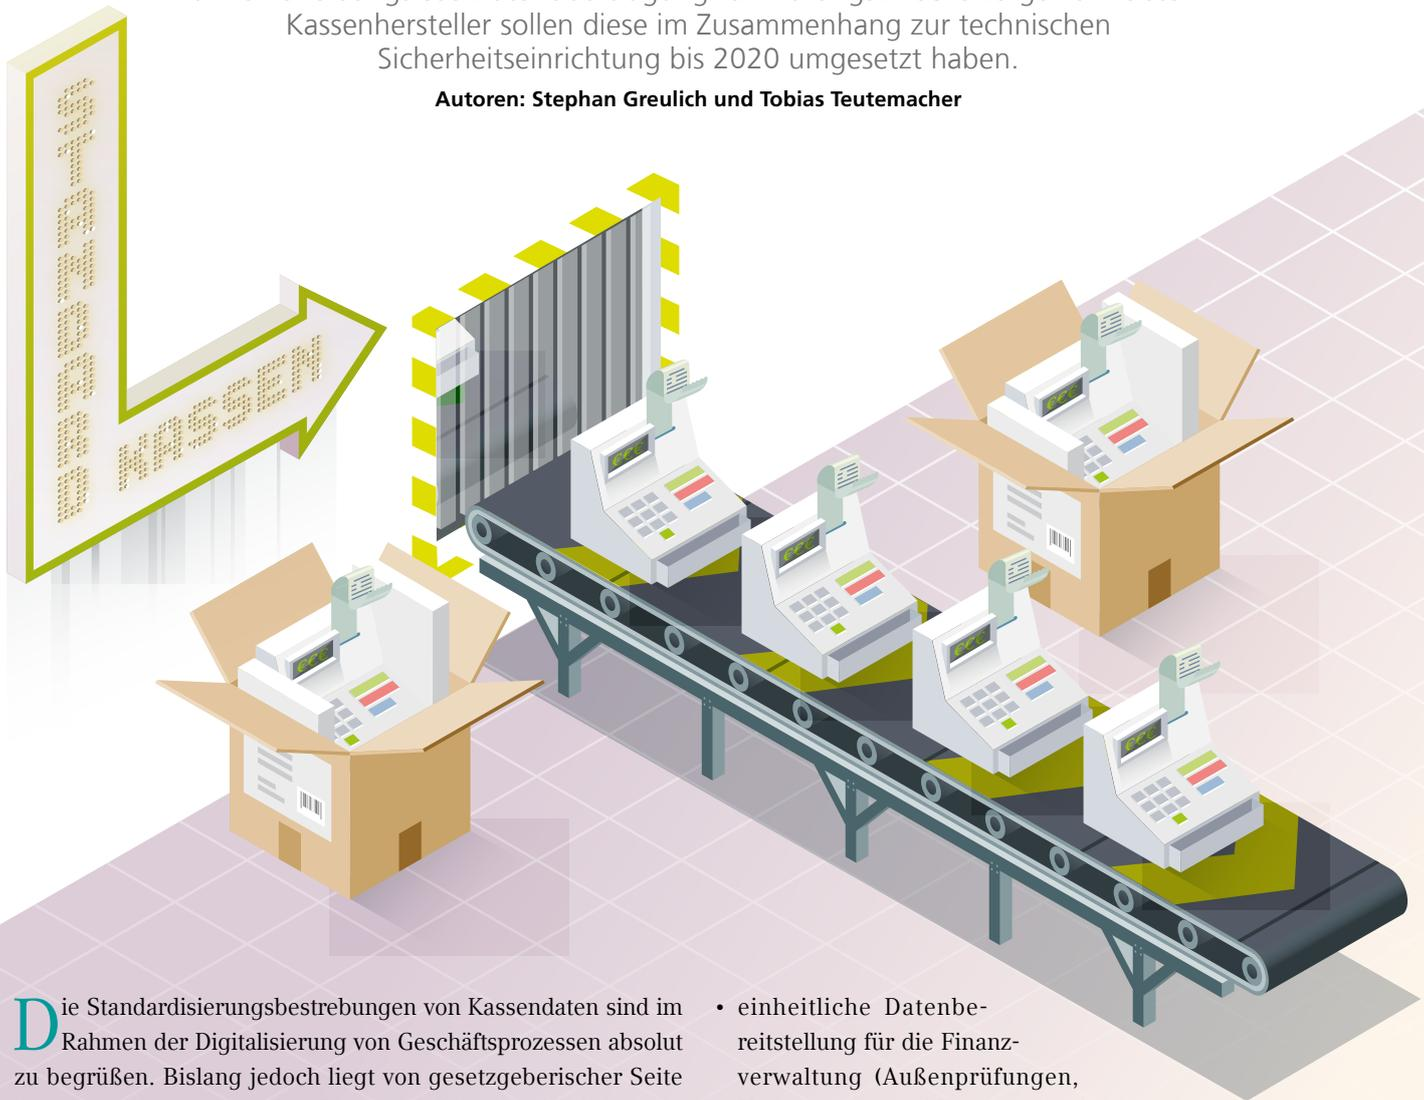 Kassenhersteller sollen diese im Zusammenhang zur technischen
Sicherheitseinrichtung bis 2020 umgesetzt haben.
Autoren: Stephan Greulich und Tobias Teutemacher
STANDARD
KASSEN
€€€
€€€
€€€
€€€
€€€
€€€
Die Standardisierungsbestrebungen von Kassendaten sind im
Rahmen der Digitalisierung von Geschäftsprozessen absolut
zu begrüßen. Bislang jedoch liegt von gesetzgeberischer Seite
• einheitliche Datenbe-
reitstellung für die Finanz-
verwaltung (Außenprüfungen,